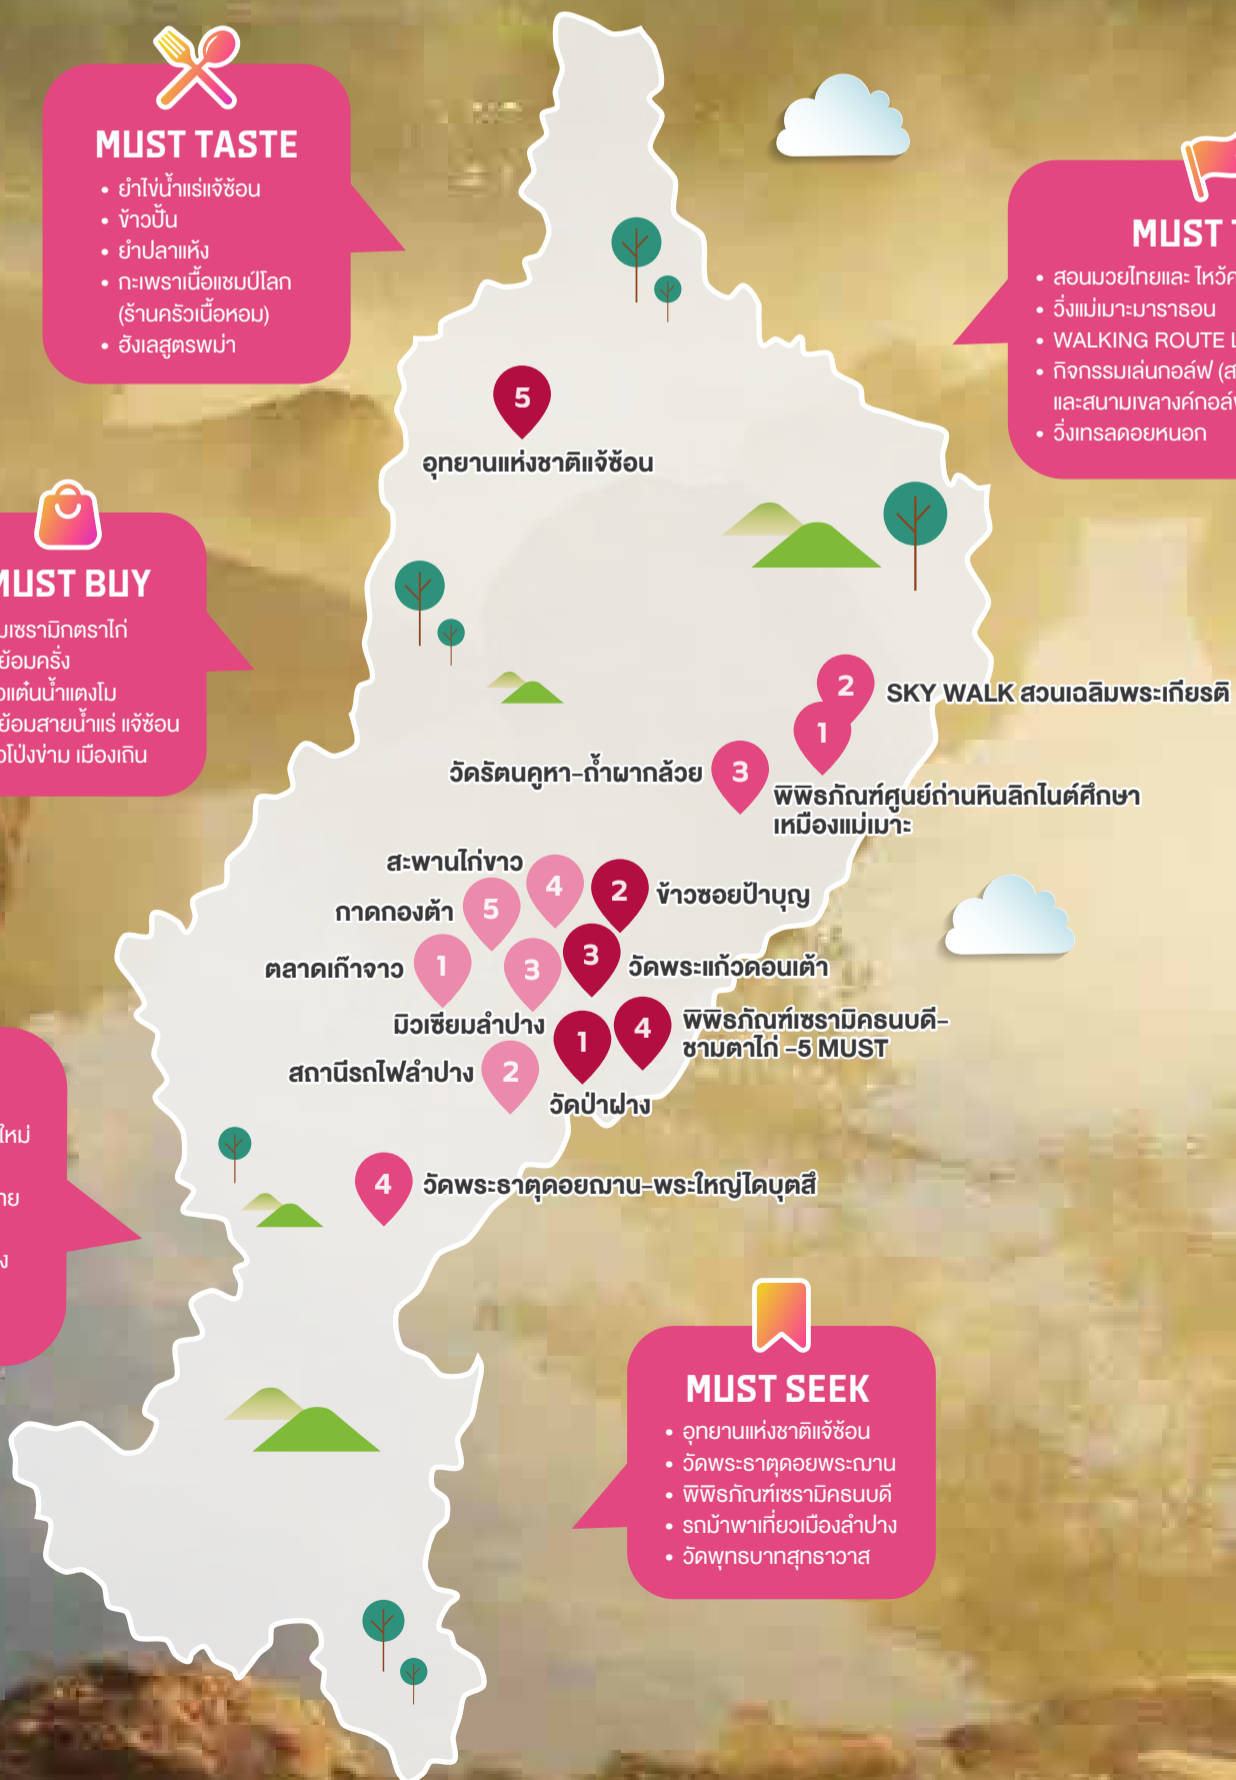 MUST TASTE
• ยำไข่น้ำแร่แจ้ซ้อน
• ข้าวปั้น
• ยำปลาแห้ง
• กะเพราเนื้อแชมป์โลก
(ร้านครัวเนื้อหอม)
• ฮังเลสูตรพม่า
MUST
• สอนมวยไทยและ
• วิ่งแม่เมาะมาราธอน
• WALKING ROUTE
• กิจกรรมเล่นกอล์ฟ
และสนามเขลางค์กอล์ฟ
• วิ่งเทรลดอยหนอก
MUST BUY
เซรามิกตราไก่
ย้อมครั่ง
แต๋นน้ำแตงโม
ย้อมสายน้ำแร่ แจ้ซ้อน
โป่งข่าม เมืองเถิน
5
อุทยานแห่งชาติแจ้ซ้อน
2
SKY WALK สวนเฉลิมพระเกียรติ
1
พิพิธภัณฑ์ศูนย์ถ่านหินลิกไนต์ศึกษา
เหมืองแม่เมาะ
วัดรัตนคูหา-ถ้ำผากล้วย
3
สะพานไก่ขาว
4
2
ข้าวซอยป้าบุญ
กาดกองต้า
5
ตลาดเก๊าจาว
1
3
3
วัดพระแก้วดอนเต้า
มิวเซียมลำปาง
1
4
พิพิธภัณฑ์เซรามิคธนบดี-
ชามตาไก่ -5 MUST
สถานีรถไฟลำปาง
2
วัดป่าฝาง
4
วัดพระธาตุดอยฌาน-พระใหญ่ไดบุตสึ
ใหม่
MUST SEEK
• อุทยานแห่งชาติแจ้ซ้อน
• วัดพระธาตุดอยพระฌาน
• พิพิธภัณฑ์เซรามิคธนบดี
• รถม้าพาเที่ยวเมืองลำปาง
• วัดพุทธบาทสุทธาวาส